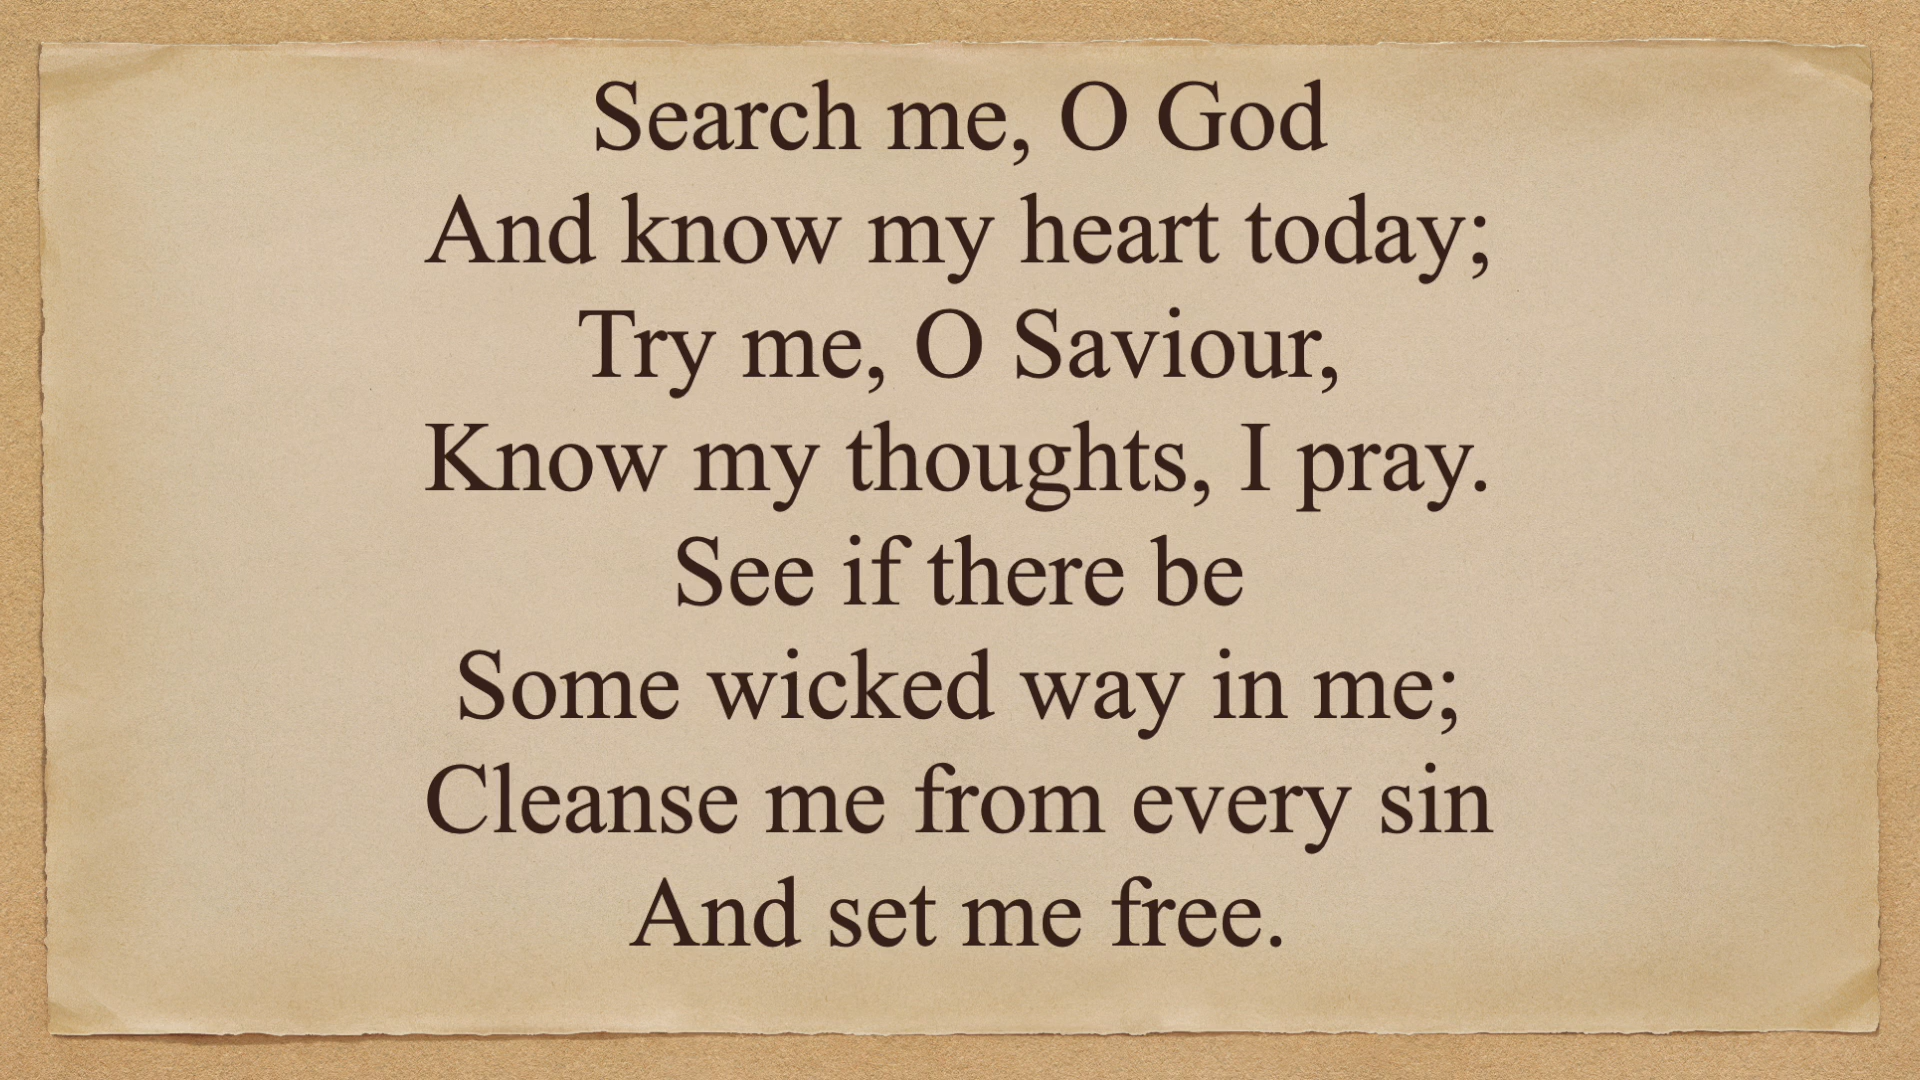 Search me, O God
And know my heart today;
Try me, O Saviour,
Know my thoughts, I pray.
See if there be
Some wicked way in me;
Cleanse me from every sin
And set me free.